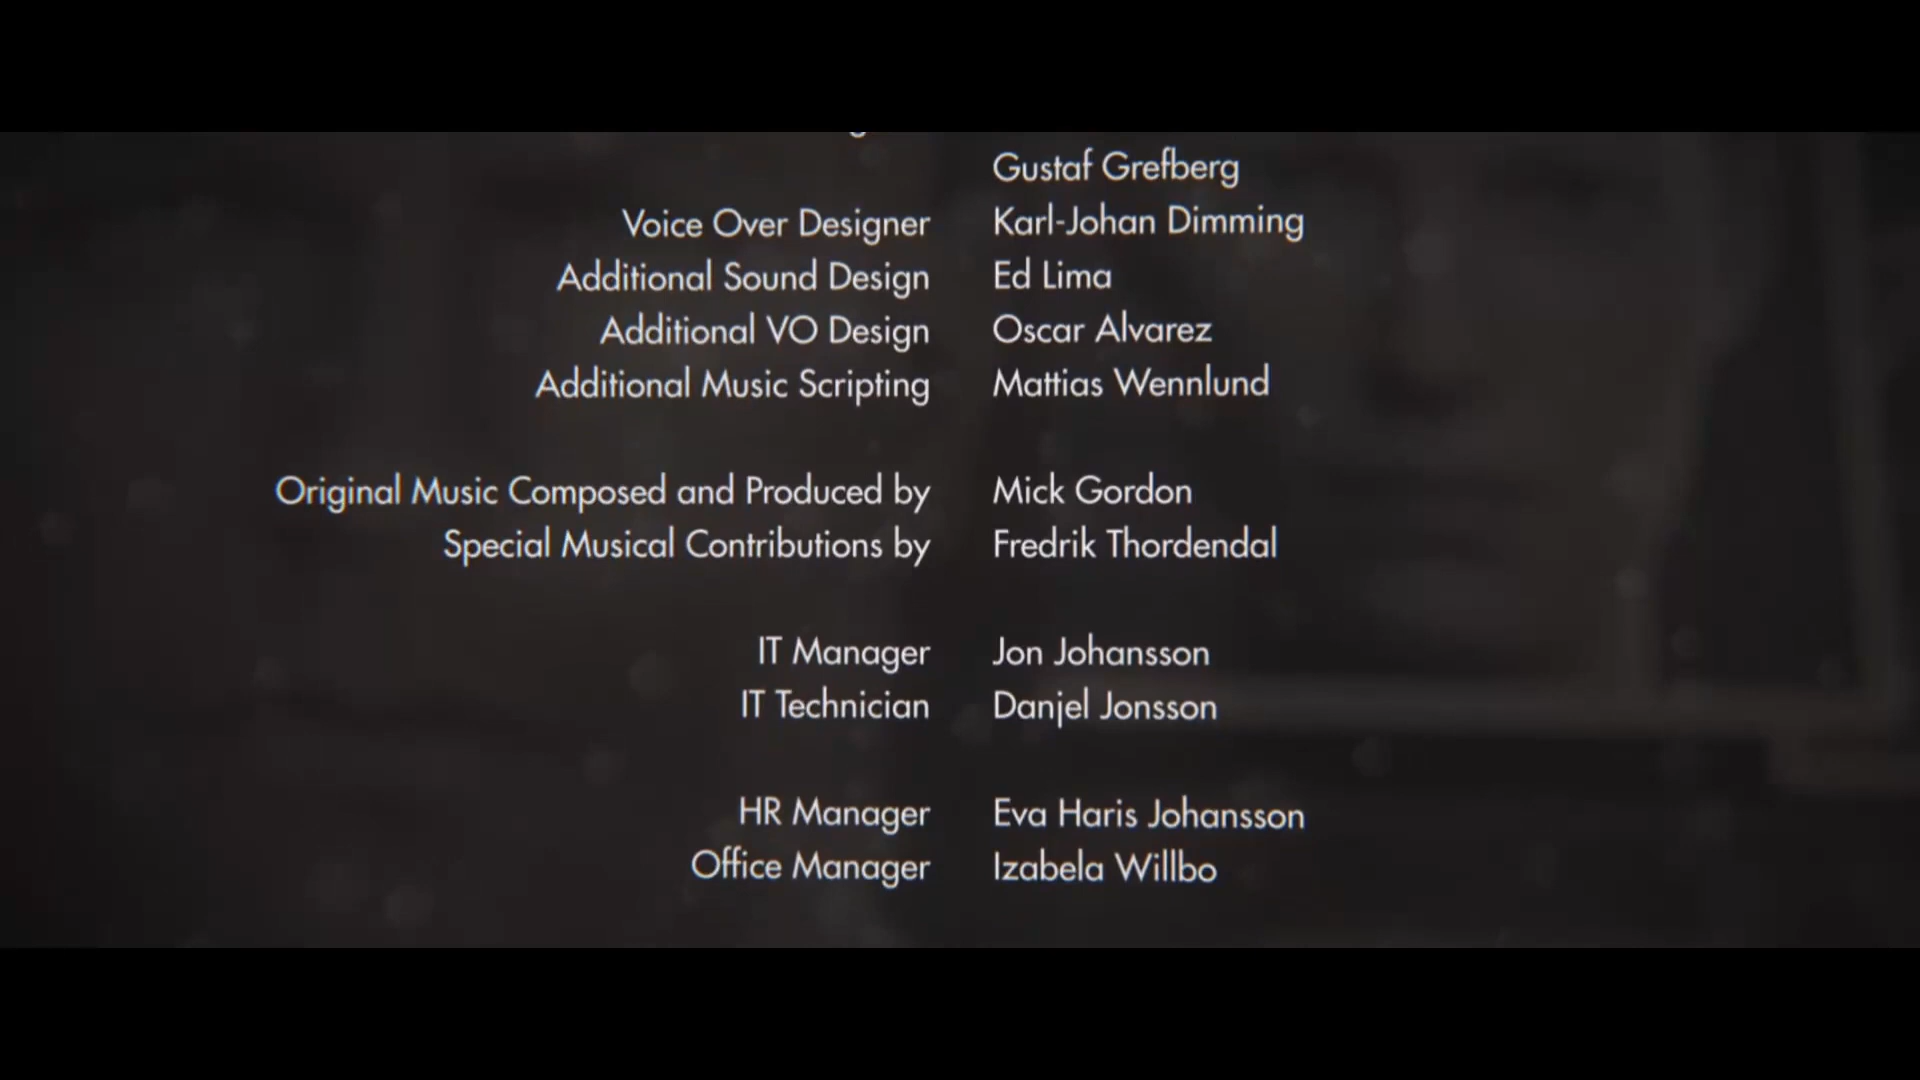 Gustaf Grefberg
Voice Over Designer Karl-Johan Dimming
Additional Sound Design Ed Lima
Additional VO Design Oscar Alvarez
Additional Music Scripting Mattias Wennlund
Original Music Composed and Produced by Mick Gordon
Special Musical Contributions by Fredrik Thordendal
IT Manager Jon Johansson
IT Technician Danjel Jonsson
HR Manager Eva Haris Johansson
Office Manager Izabela Willbo